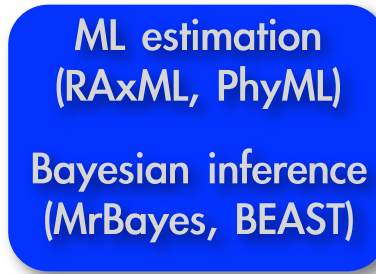 ML estimation
(RAxML, PhyML)
Bayesian inference
(MrBayes, BEAST)